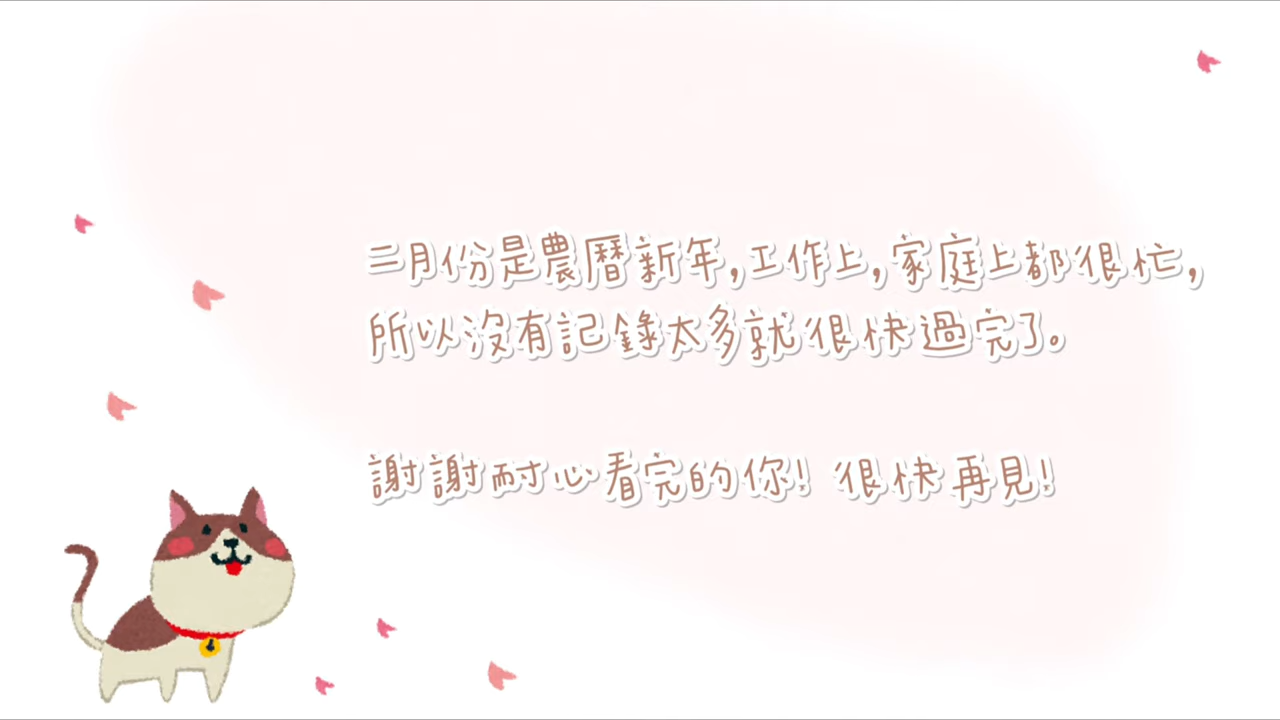 二月份是農曆新年,工作上,家庭上都很忙,
所以沒有記錄太多就很快過完了。
謝謝耐心看完的你! 很快再見!